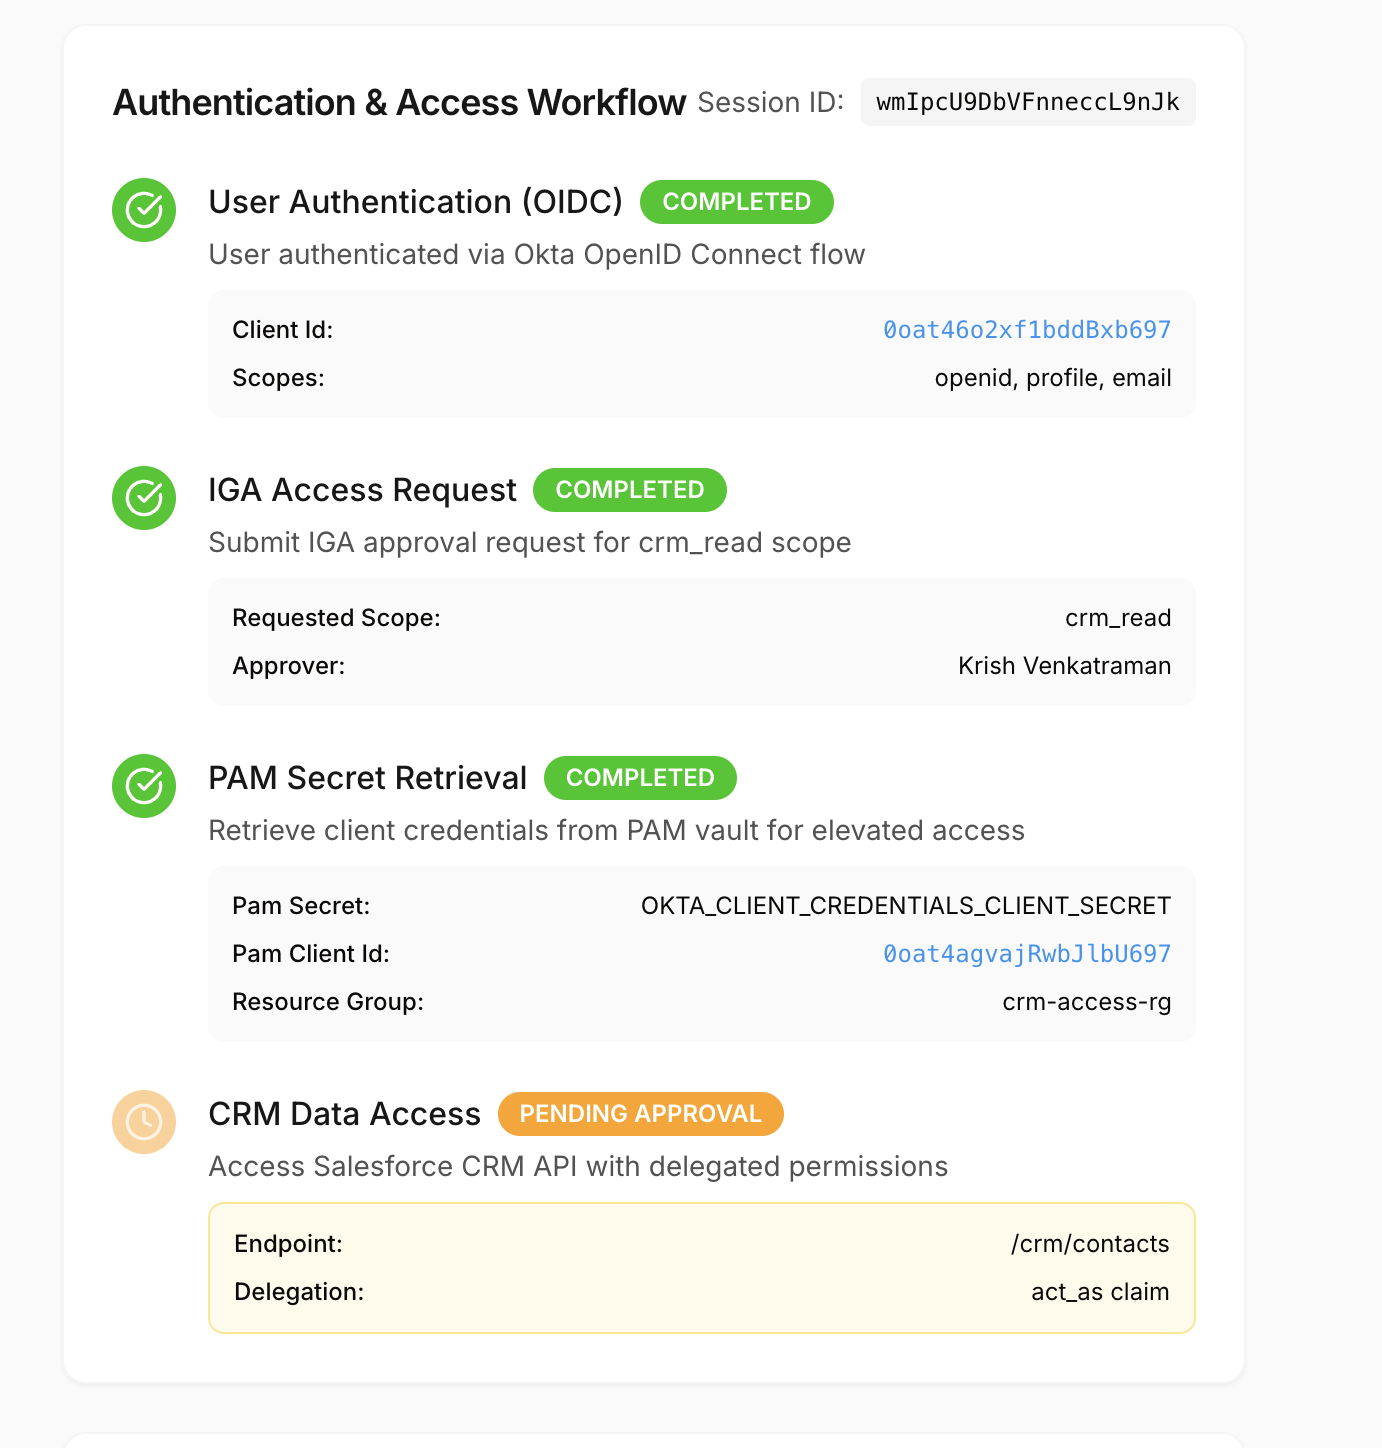 Authentication & Access Workflow Session ID: wmIpcU9DbVFnneccL9nJk
User Authentication (OIDC) COMPLETED
User authenticated via Okta OpenID Connect flow
Client Id: 0oat46o2xf1bddBxb697
Scopes: openid, profile, email
IGA Access Request COMPLETED
Submit IGA approval request for crm_read scope
Requested Scope: crm_read
Approver: Krish Venkatraman
PAM Secret Retrieval COMPLETED
Retrieve client credentials from PAM vault for elevated access
Pam Secret: OKTA_CLIENT_CREDENTIALS_CLIENT_SECRET
Pam Client Id: 0oat4agvajRwbJlbU697
Resource Group: crm-access-rg
CRM Data Access PENDING APPROVAL
Access Salesforce CRM API with delegated permissions
Endpoint: /crm/contacts
Delegation: act_as claim